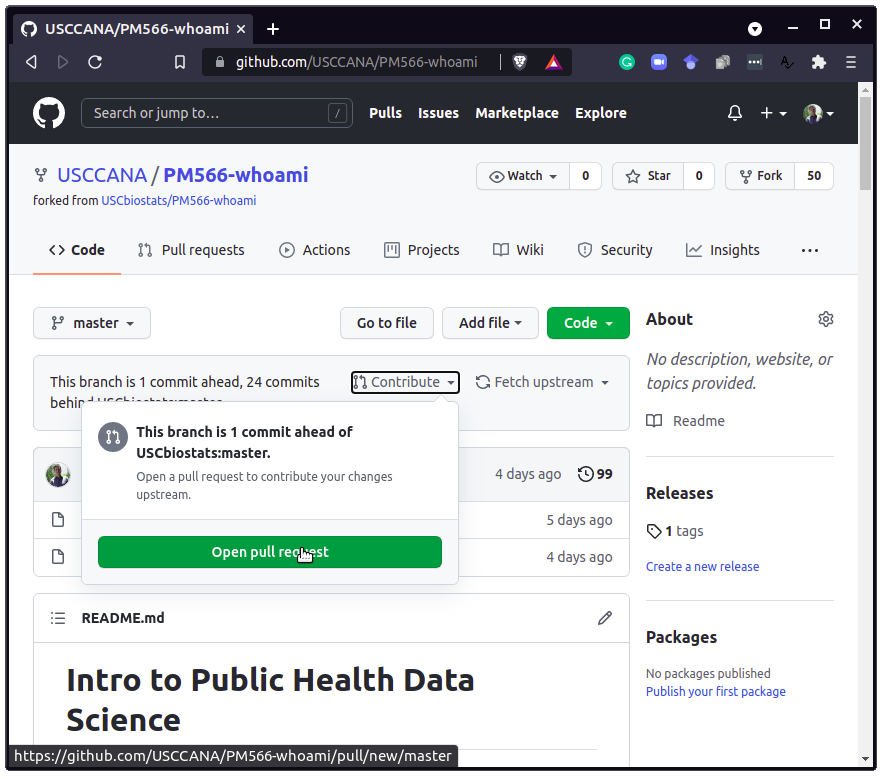 USCCANA/PM566-whoami
github.com/USCCANA/PM566-whoami
Search or jump to…
/
Pulls Issues Marketplace Explore
USCCANA / PM566-whoami
Watch 0 Star 0 Fork 50
forked from USCbiostats/PM566-whoami
Code Pull requests Actions Projects Wiki Security Insights
master Go to file Add file Code
About
No description, website, or
topics provided.
Readme
This branch is 1 commit ahead, 24 commits
behind USCbiostats:master.
Contribute Fetch upstream
This branch is 1 commit ahead of
USCbiostats:master.
Open a pull request to contribute your changes
upstream.
Open pull request
4 days ago 99
5 days ago
4 days ago
Releases
1 tags
Create a new release
README.md
Packages
No packages published
Publish your first package
Intro to Public Health Data
Science
https://github.com/USCCANA/PM566-whoami/pull/new/master